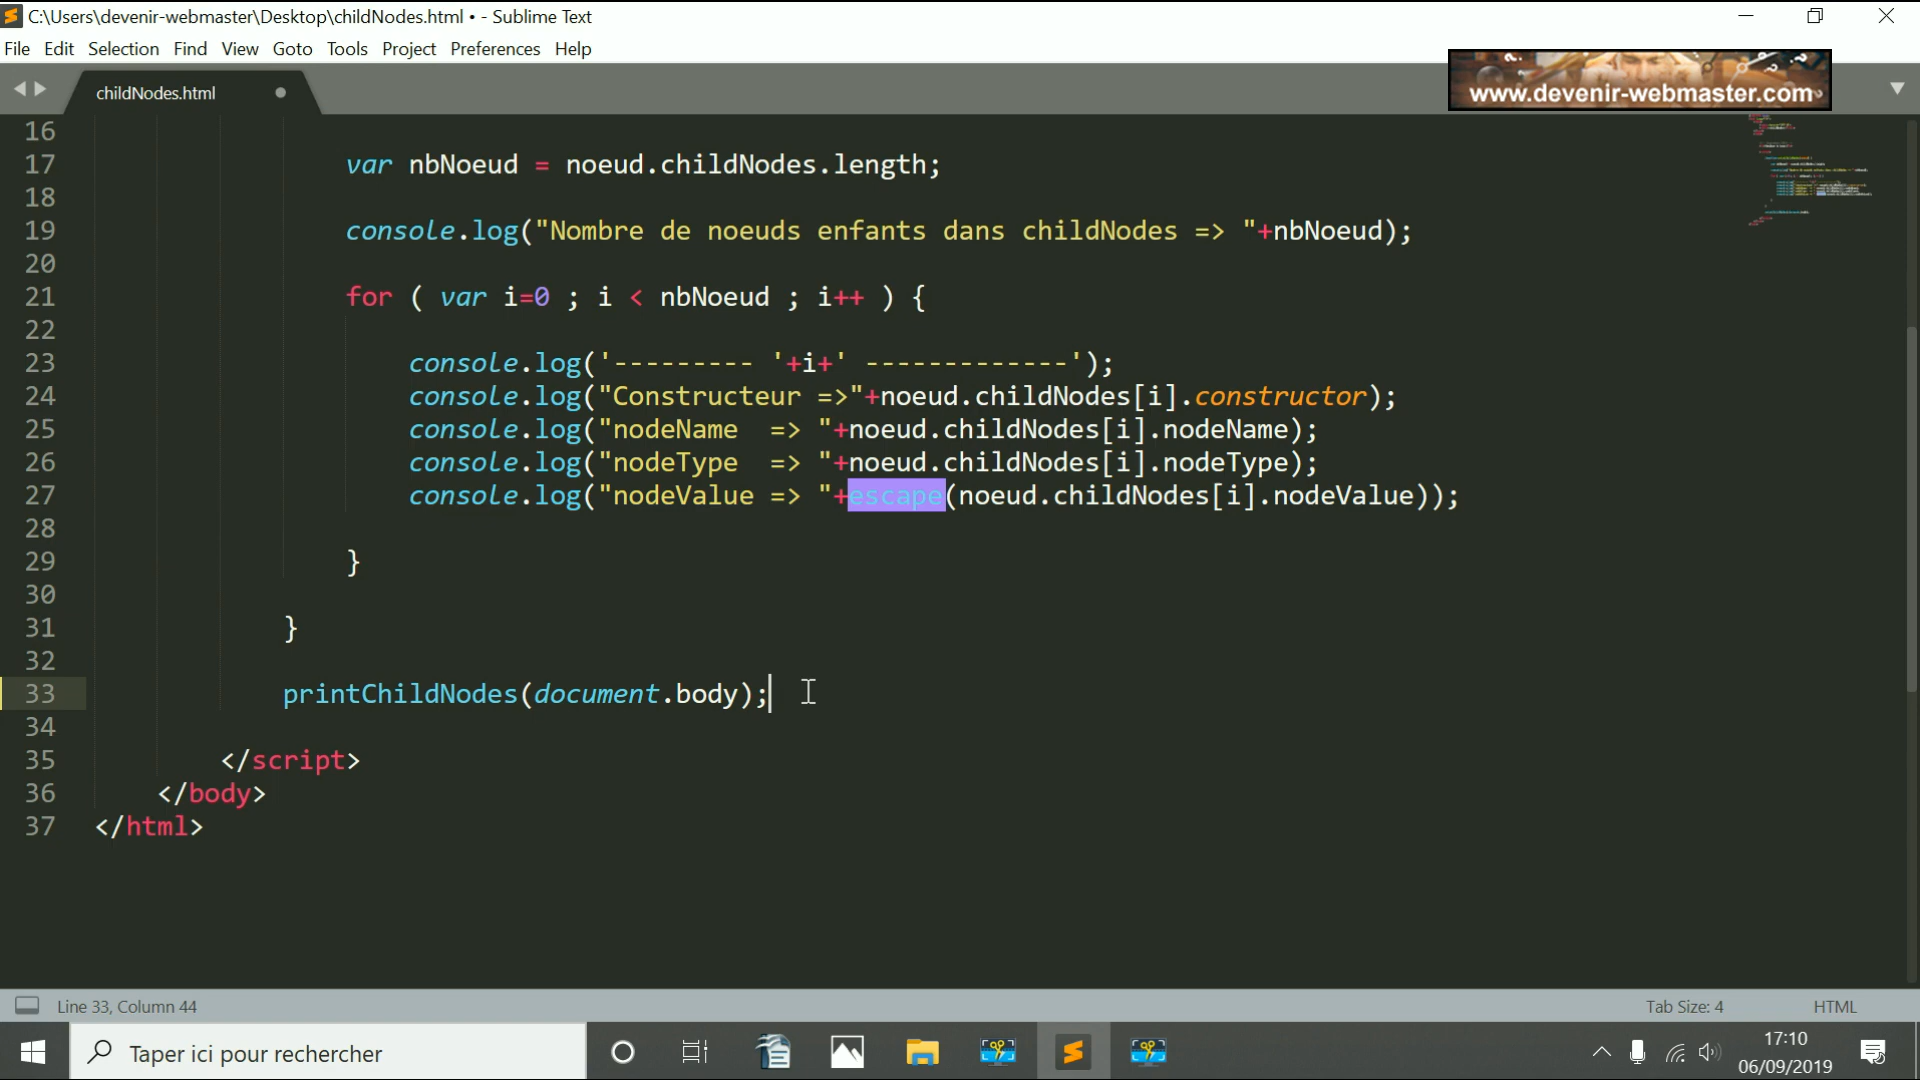 C:\Users\devenir-webmaster\Desktop\childNodes.html • - Sublime Text
File Edit Selection Find View Goto Tools Project Preferences Help
www.devenir-webmaster.com
childNodes.html
16
17 var nbNoeud = noeud.childNodes.length;
18
19 console.log("Nombre de noeuds enfants dans childNodes => "+nbNoeud);
20
21 for ( var i=0 ; i < nbNoeud ; i++ ) {
22
23 console.log('--------- '+i+' -------------');
24 console.log("Constructeur =>"+noeud.childNodes[i].constructor);
25 console.log("nodeName  => "+noeud.childNodes[i].nodeName);
26 console.log("nodeType  => "+noeud.childNodes[i].nodeType);
27 console.log("nodeValue => "+escape(noeud.childNodes[i].nodeValue));
28
29 }
30
31 }
32
33 printChildNodes(document.body);
34
35 </script>
36 </body>
37 </html>
Line 33, Column 44 Tab Size: 4 HTML
Taper ici pour rechercher
17:10
06/09/2019